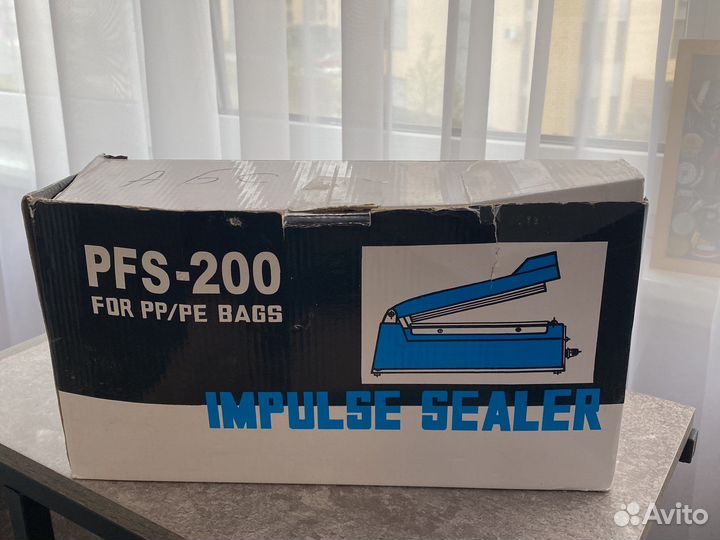 PFS-200
FOR PP/PE BAGS
IMPULSE SEALER
Avito